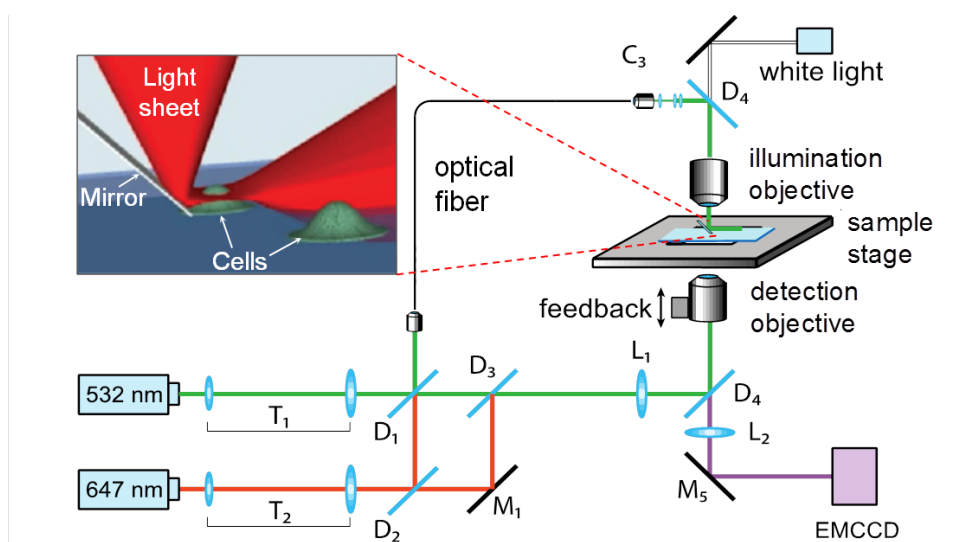 Light
sheet
Mirror
Cells
C3
D4
white light
optical
fiber
illumination
objective
sample
stage
feedback
detection
objective
532 nm
T1
D1
D3
L1
D4
L2
647 nm
T2
D2
M1
M5
EMCCD